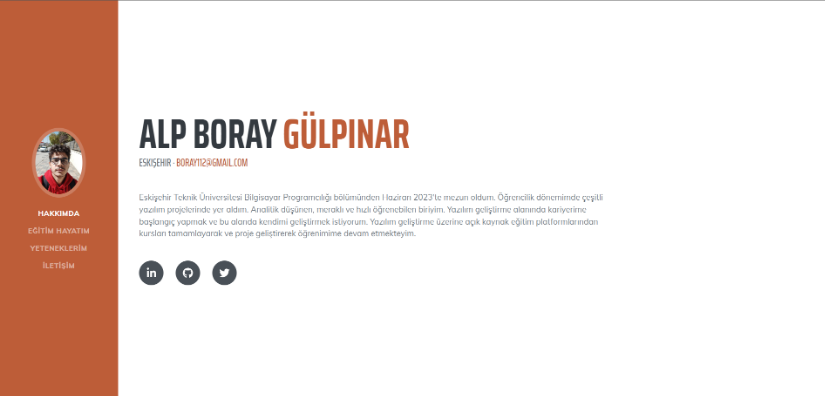 HAKKIMDA
EĞİTİM HAYATIM
YETENEKLERİM
İLETİŞİM
ALP BORAY GÜLPINAR
ESKİŞEHİR · BORAY112@GMAIL.COM
Eskişehir Teknik Üniversitesi Bilgisayar Programcılığı bölümünden Haziran 2023'te mezun oldum. Öğrencilik dönemimde çeşitli
yazılım projelerinde yer aldım. Analitik düşünen, meraklı ve hızlı öğrenebilen biriyim. Yazılım geliştirme alanında kariyerime
başlangıç yapmak ve bu alanda kendimi geliştirmek istiyorum. Yazılım geliştirme üzerine açık kaynak eğitim platformlarından
kursları tamamlayarak ve proje geliştirerek öğrenimime devam etmekteyim.
in